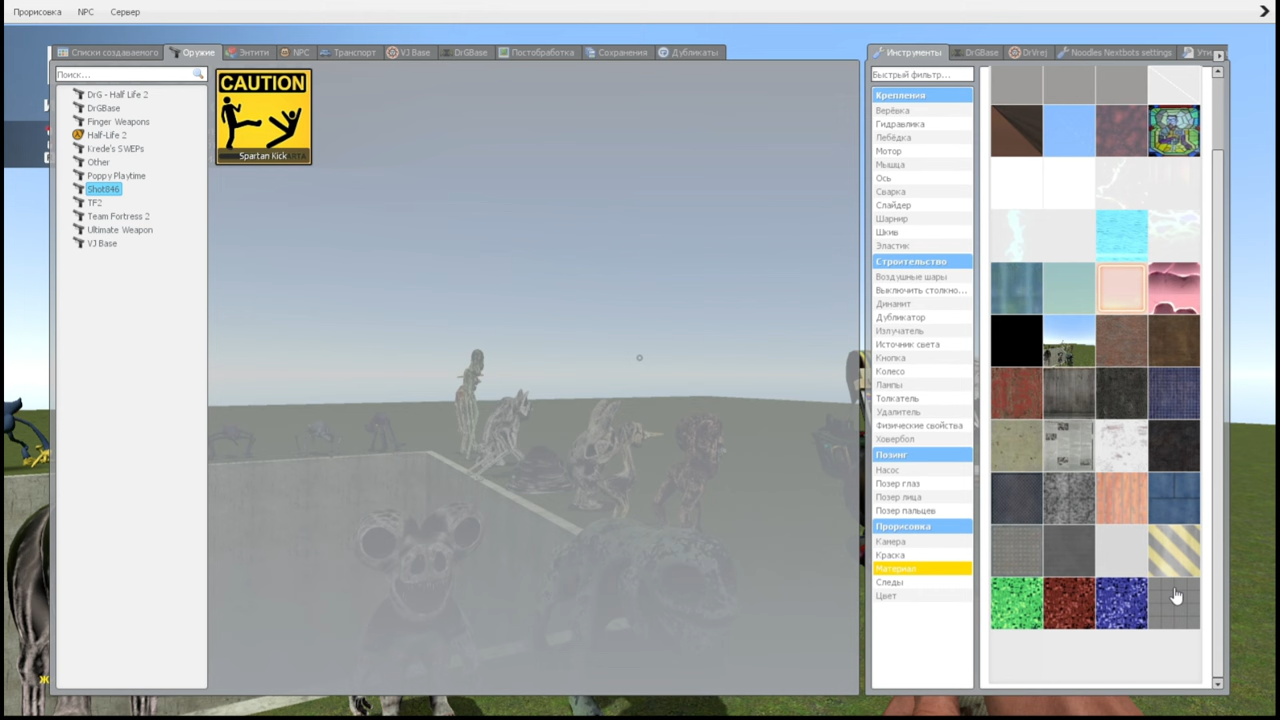 Прорисовка NPC Сервер
Списки создаваемого Оружие Энтити NPC Транспорт VJ Base DrGBase Постобработка Сохранения Дубликаты
Инструменты DrGBase DrVrej Noodles Nextbots settings Ути
Поиск...
DrG - Half Life 2
DrGBase
Finger Weapons
Half-Life 2
Krede's SWEPs
Other
Poppy Playtime
Shot846
TF2
Team Fortress 2
Ultimate Weapon
VJ Base
CAUTION
Spartan Kick
Быстрый фильтр...
Крепления
Верёвка
Гидравлика
Лебёдка
Мотор
Мышца
Ось
Сварка
Слайдер
Шарнир
Шкив
Эластик
Строительство
Воздушные шары
Выключить столкно...
Динамит
Дубликатор
Излучатель
Источник света
Кнопка
Колесо
Лампы
Толкатель
Удалитель
Физические свойства
Ховербол
Позинг
Насос
Позер глаз
Позер лица
Позер пальцев
Прорисовка
Камера
Краска
Материал
Следы
Цвет